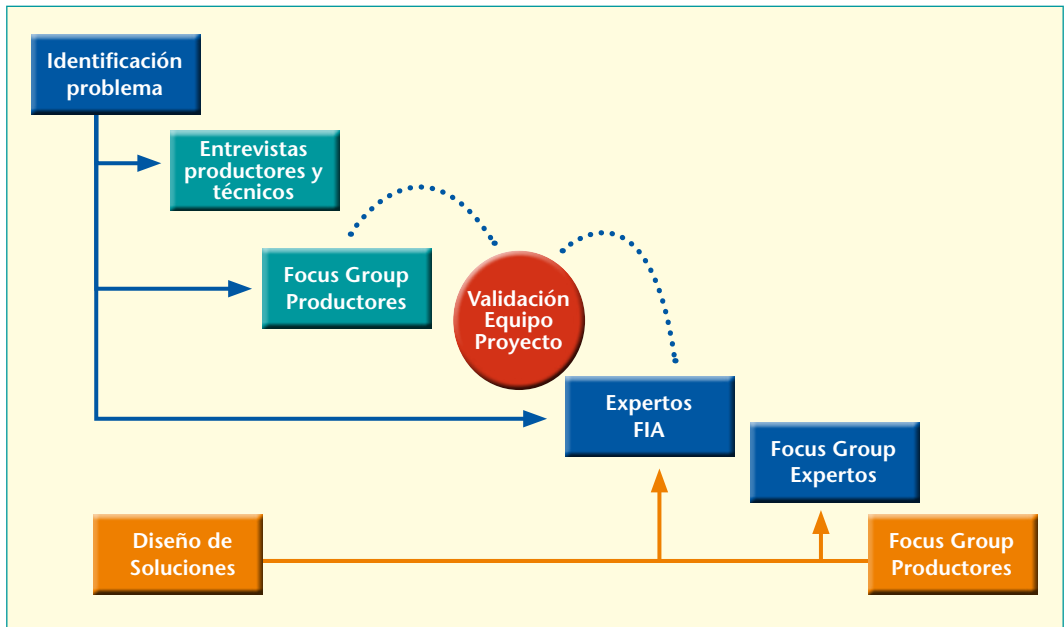 Identificación
problema
Entrevistas
productores y
técnicos
Focus Group
Productores
Validación
Equipo
Proyecto
Expertos
FIA
Focus Group
Expertos
Diseño de
Soluciones
Focus Group
Productores